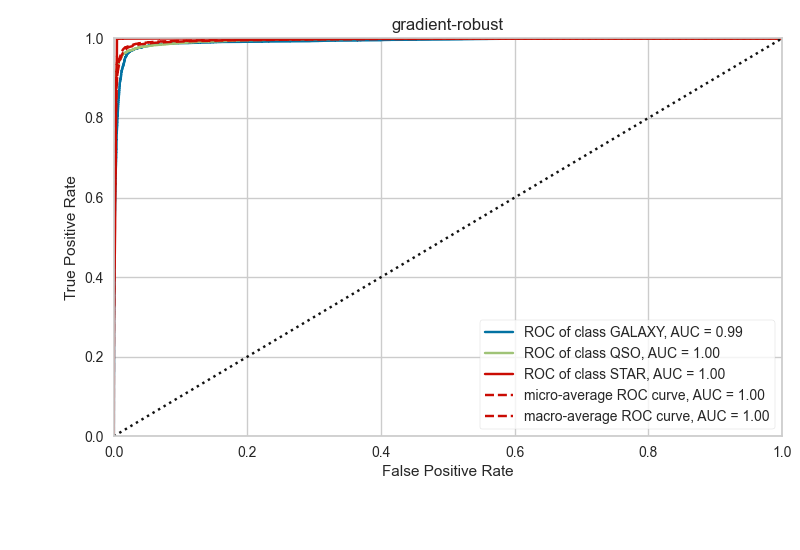 gradient-robust
1.0
0.8
0.6
0.4
0.2
0.0
True Positive Rate
ROC of class GALAXY, AUC = 0.99
ROC of class QSO, AUC = 1.00
ROC of class STAR, AUC = 1.00
micro-average ROC curve, AUC = 1.00
macro-average ROC curve, AUC = 1.00
0.0 0.2 0.4 0.6 0.8 1.0
False Positive Rate